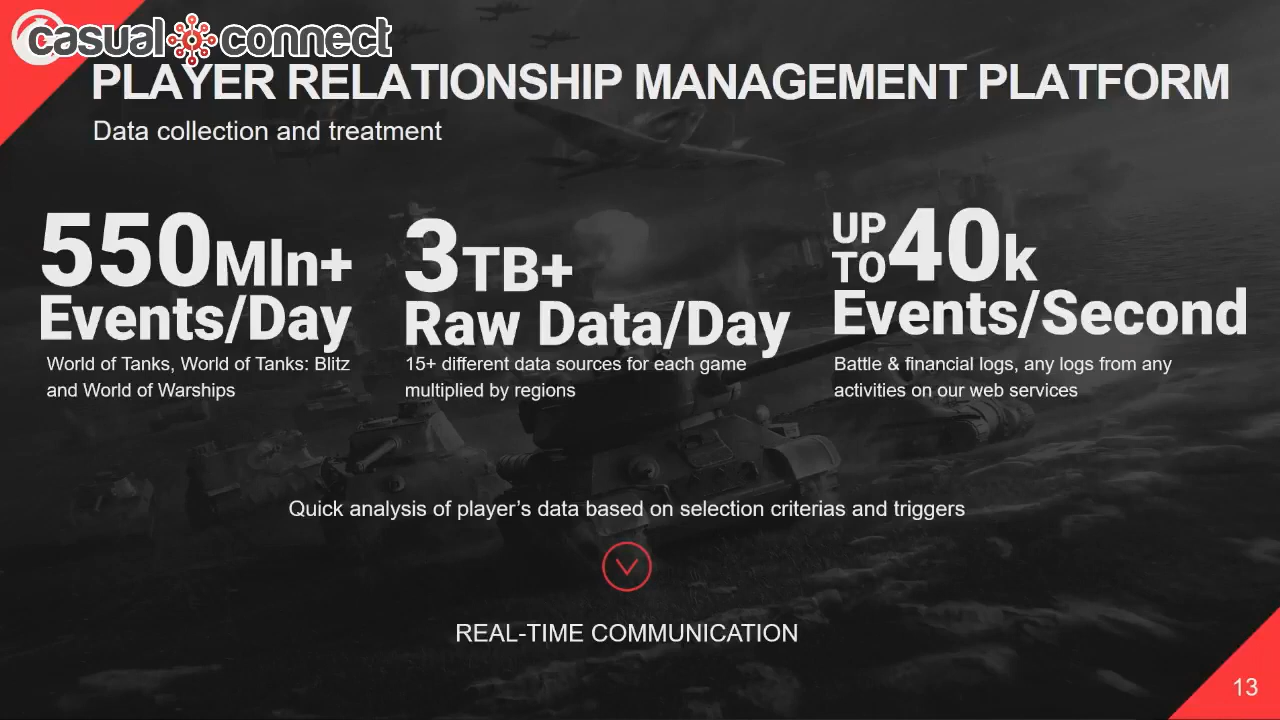 casual connect
PLAYER RELATIONSHIP MANAGEMENT PLATFORM
Data collection and treatment
550Mln+
Events/Day
World of Tanks, World of Tanks: Blitz
and World of Warships
3TB+
Raw Data/Day
15+ different data sources for each game
multiplied by regions
UP
TO 40k
Events/Second
Battle & financial logs, any logs from any
activities on our web services
Quick analysis of player’s data based on selection criterias and triggers
REAL-TIME COMMUNICATION
13